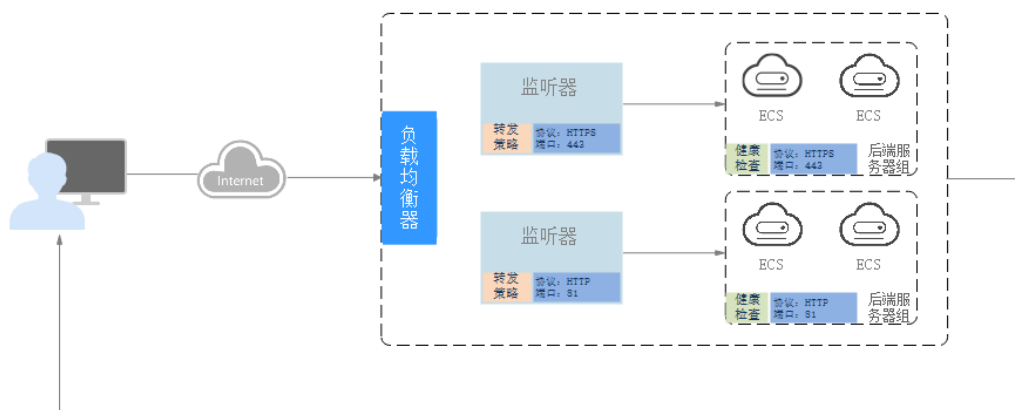 负载均衡器
Internet
监听器
转发策略
协议: HTTPS
端口: 443
ECS
ECS
健康检查
协议: HTTPS
端口: 443
后端服务器组
监听器
转发策略
协议: HTTP
端口: 81
ECS
ECS
健康检查
协议: HTTP
端口: 81
后端服务器组